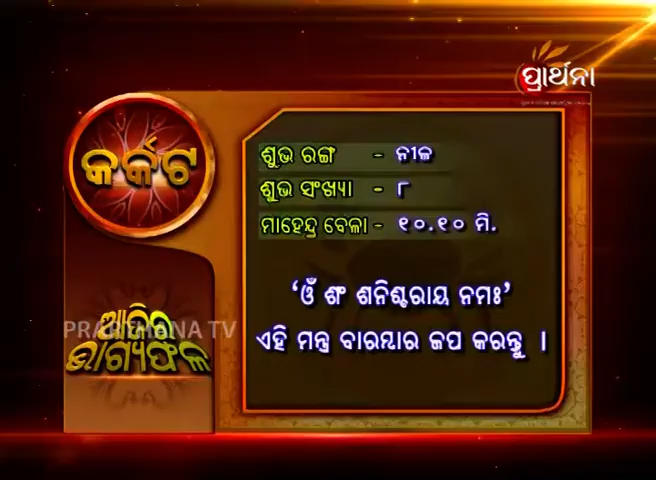 ପ୍ରାର୍ଥନା
କର୍କଟ
ଶୁଭ ରଙ୍ଗ - ନୀଳ
ଶୁଭ ସଂଖ୍ୟା - ୮
ମାହେନ୍ଦ୍ର ବେଳା - ୧୦.୧୦ ମି.
‘ଓଁ ଶଂ ଶନିଶ୍ଚରାୟ ନମଃ’
ଏହି ମନ୍ତ୍ର ବାରମ୍ବାର ଜପ କରନ୍ତୁ ।
ଆଜିର
PRARTHANA TV
ଭାଗ୍ୟଫଳ